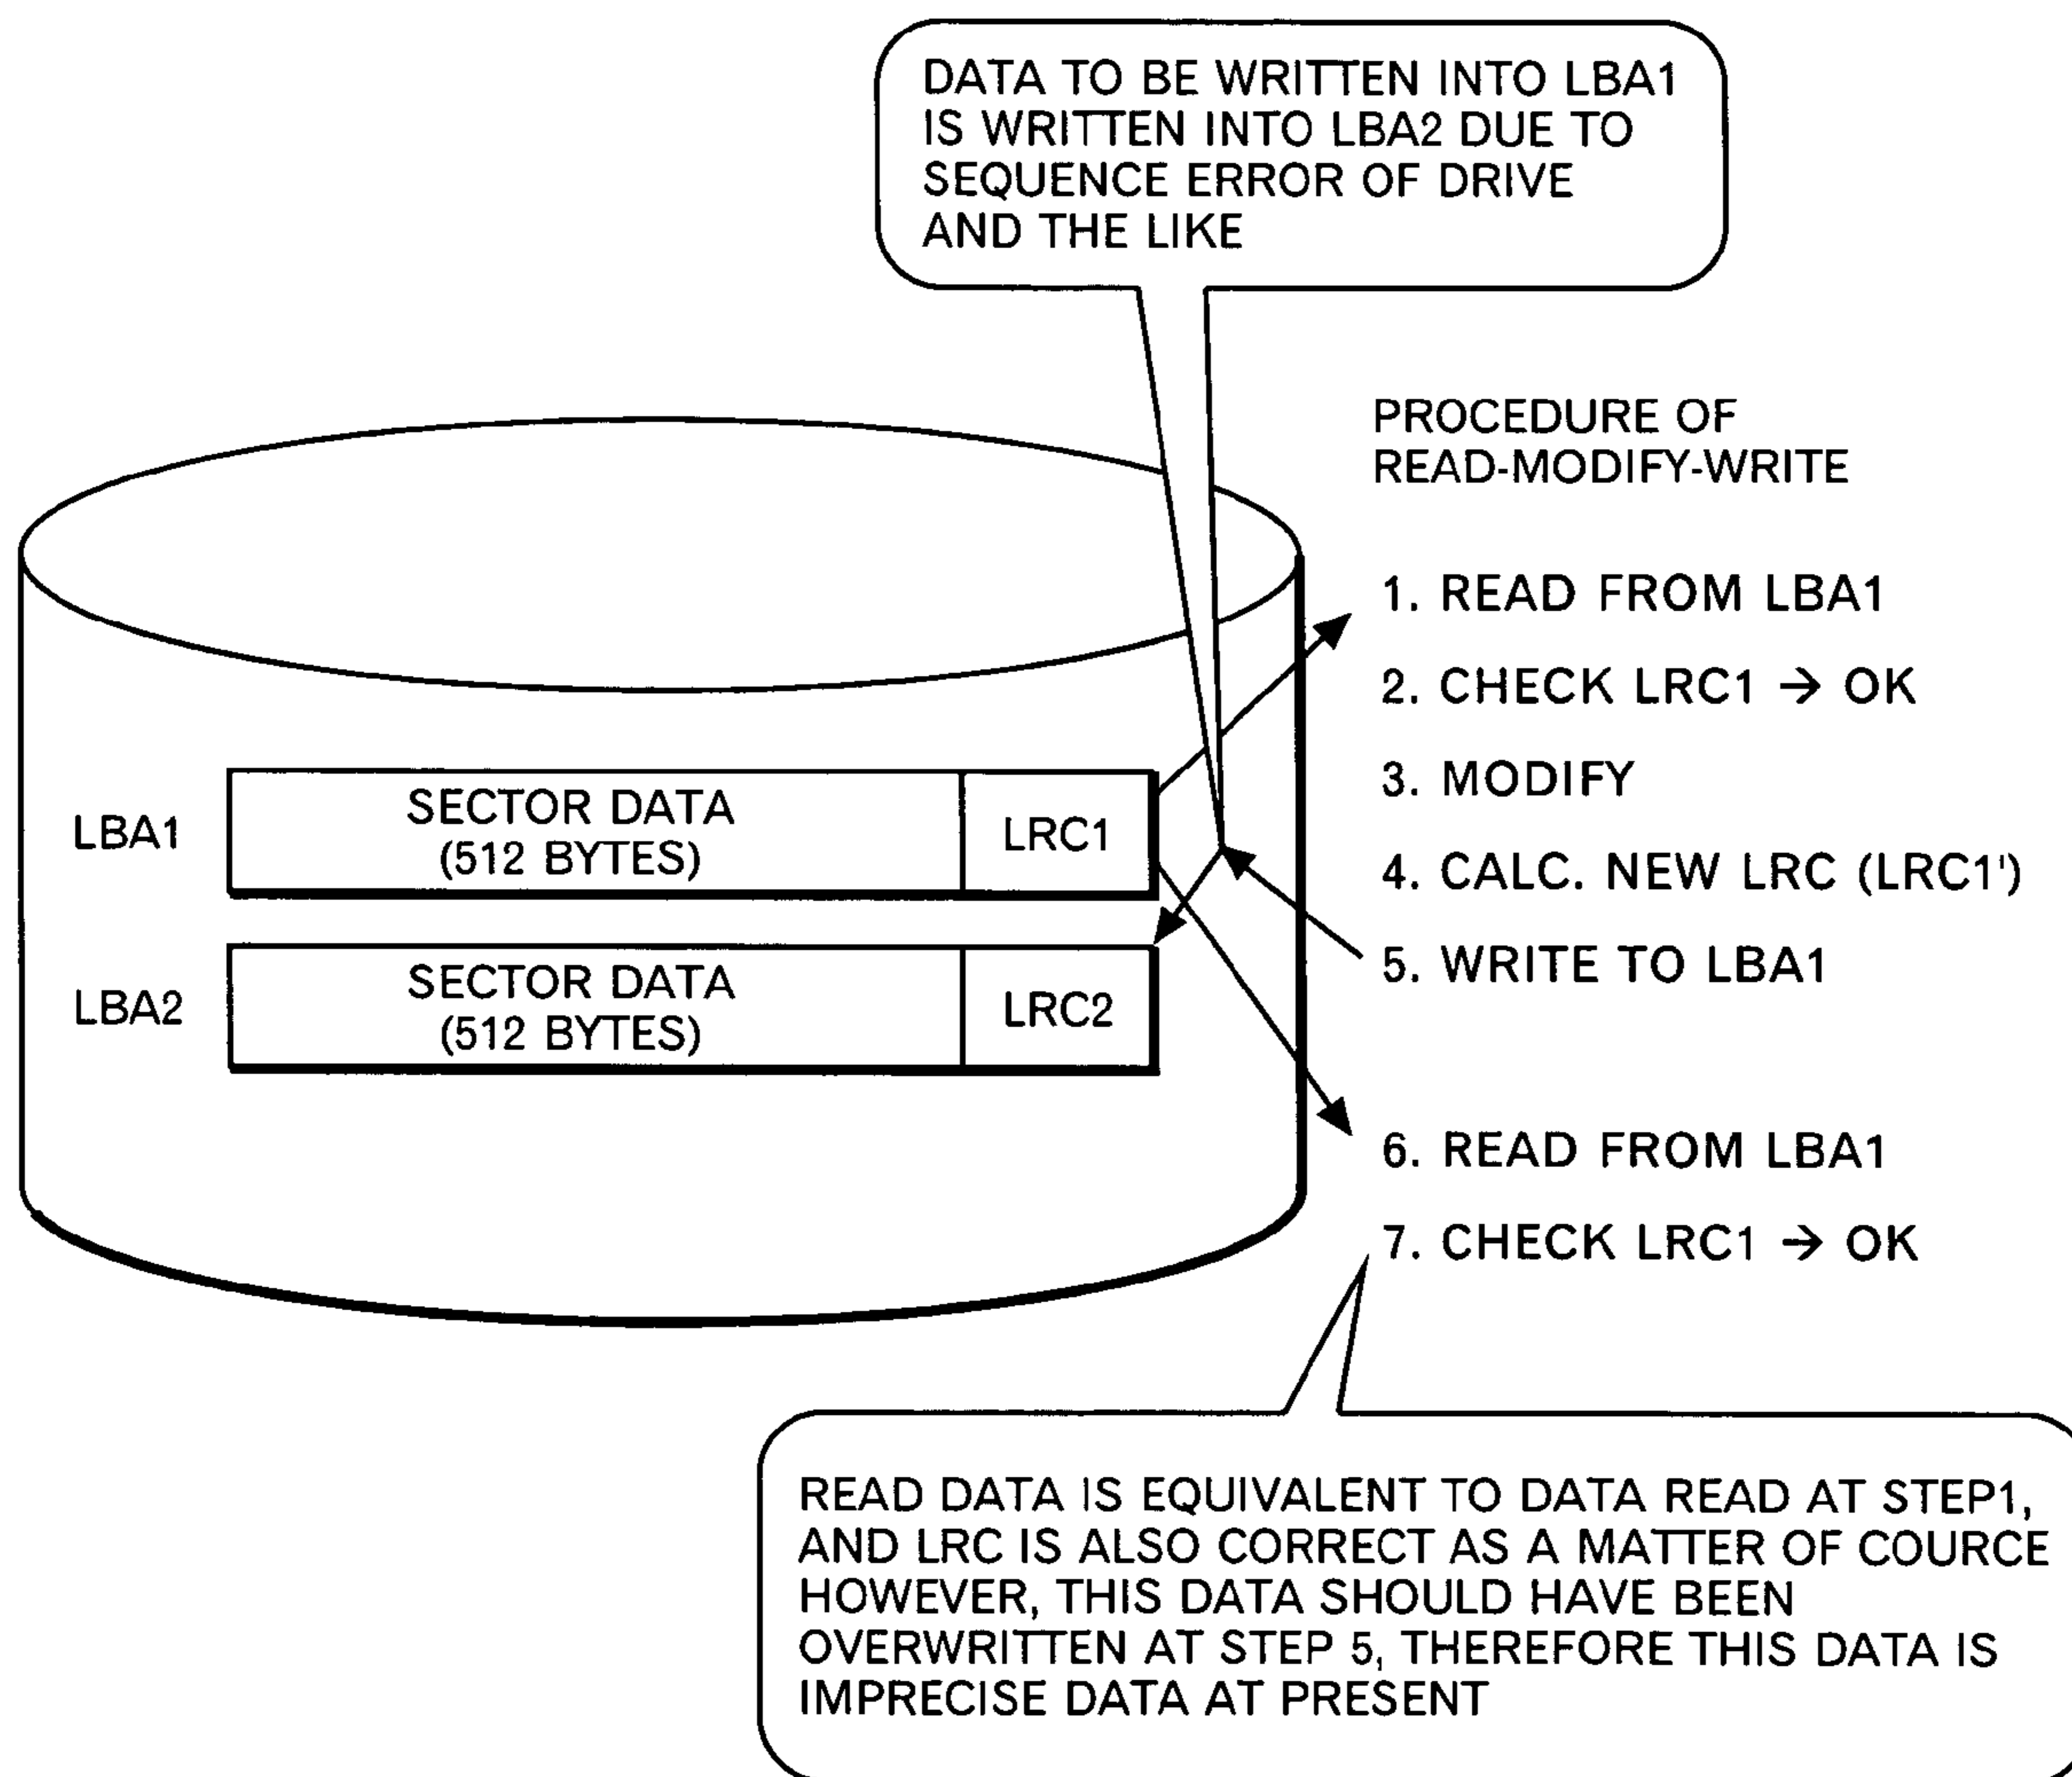 DATA TO BE WRITTEN INTO LBA1
IS WRITTEN INTO LBA2 DUE TO
SEQUENCE ERROR OF DRIVE
AND THE LIKE
PROCEDURE OF
READ-MODIFY-WRITE
1. READ FROM LBA1
2. CHECK LRC1 → OK
3. MODIFY
4. CALC. NEW LRC (LRC1')
5. WRITE TO LBA1
6. READ FROM LBA1
7. CHECK LRC1 → OK
LBA1
SECTOR DATA
(512 BYTES)
LRC1
LBA2
SECTOR DATA
(512 BYTES)
LRC2
READ DATA IS EQUIVALENT TO DATA READ AT STEP1,
AND LRC IS ALSO CORRECT AS A MATTER OF COURCE
HOWEVER, THIS DATA SHOULD HAVE BEEN
OVERWRITTEN AT STEP 5, THEREFORE THIS DATA IS
IMPRECISE DATA AT PRESENT